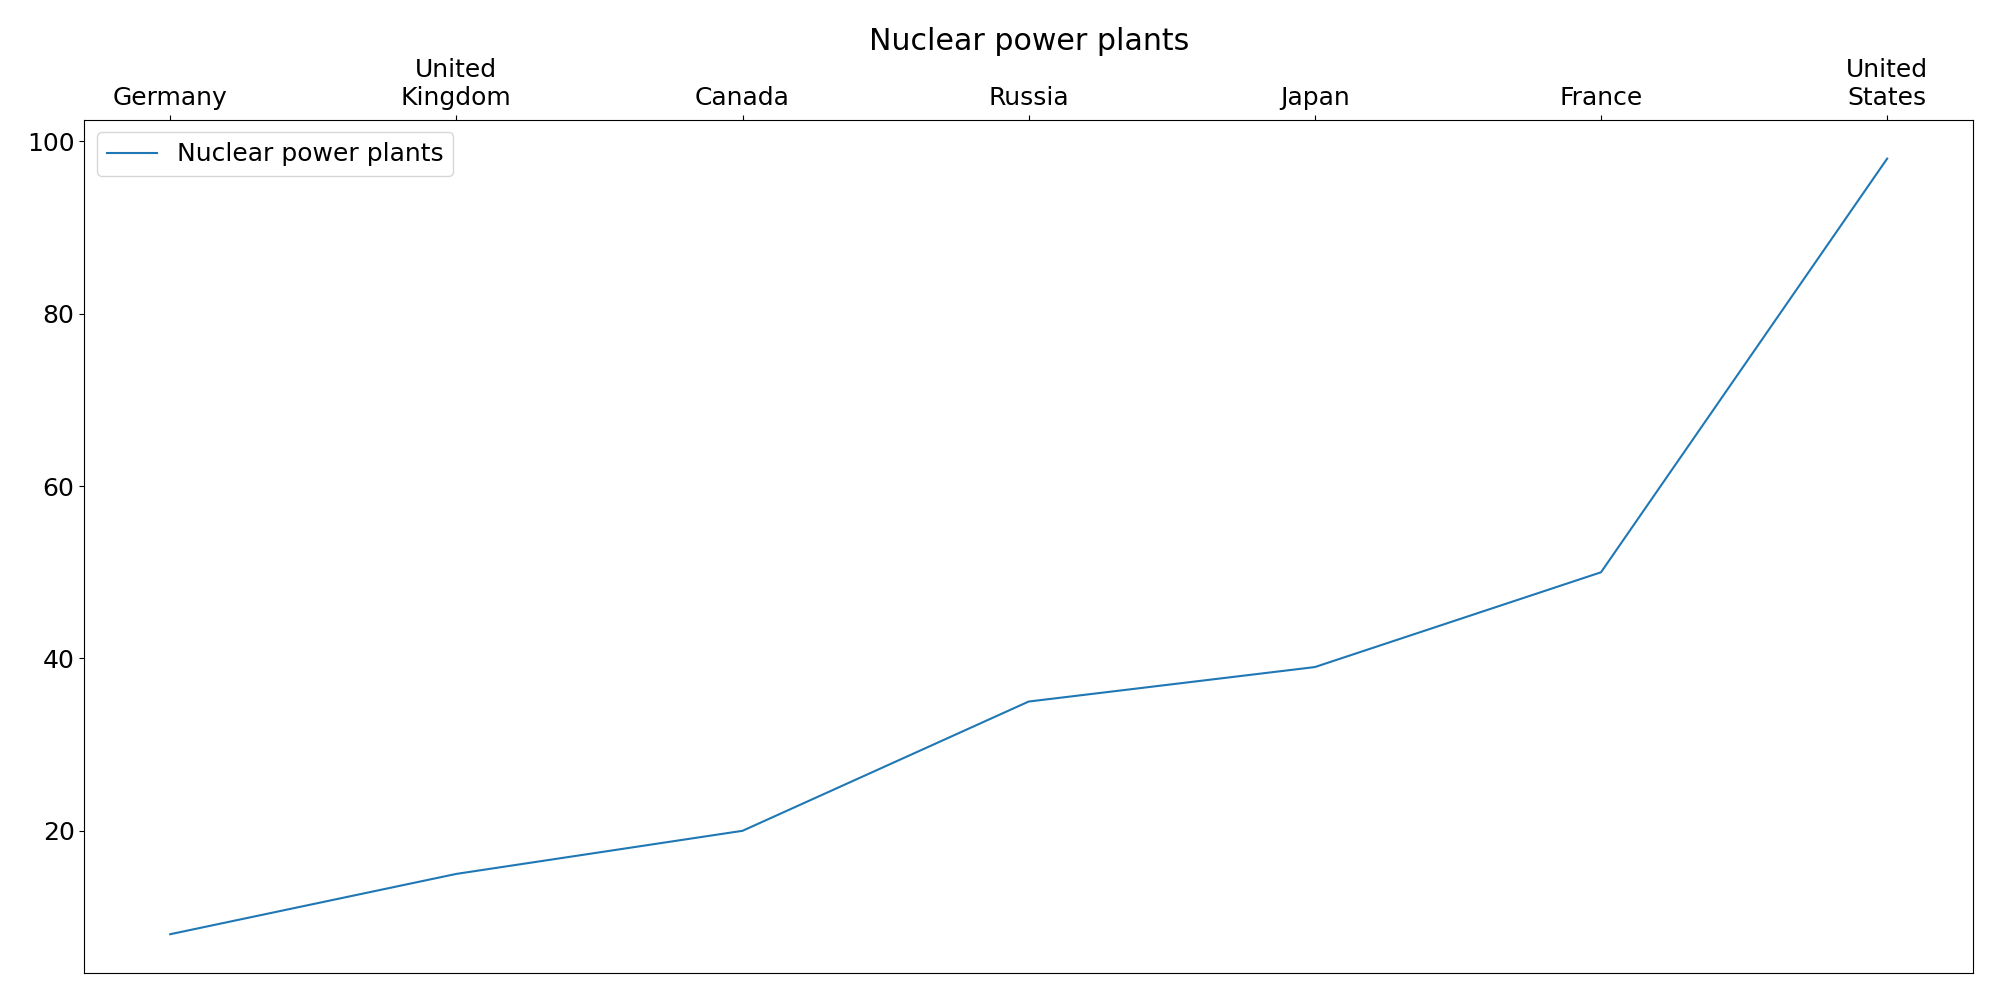 Nuclear power plants
Germany
United
Kingdom
Canada
Russia
Japan
France
United
States
Nuclear power plants
100
80
60
40
20